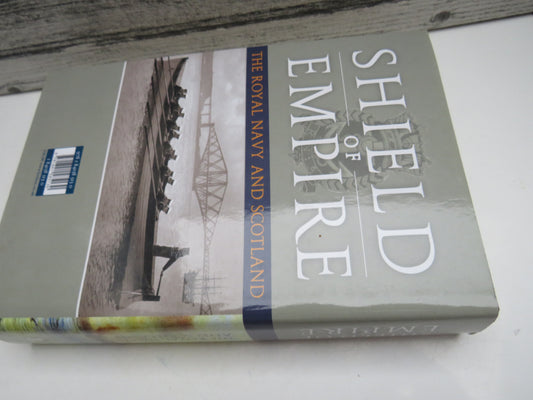 SHIELD
OF
EMPIRE
THE ROYAL NAVY AND SCOTLAND
EMPIRE